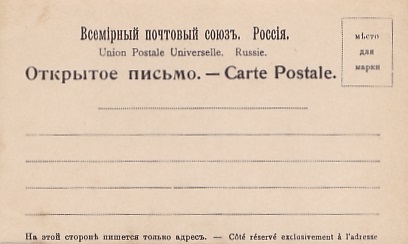 Всемірный почтовый союзъ. Россія.
Union Postale Universelle. Russie.
Открытое письмо. — Carte Postale.
мѣсто
для
марки
На этой сторонѣ пишется только адресъ. — Côté réservé exclusivement à l'adresse